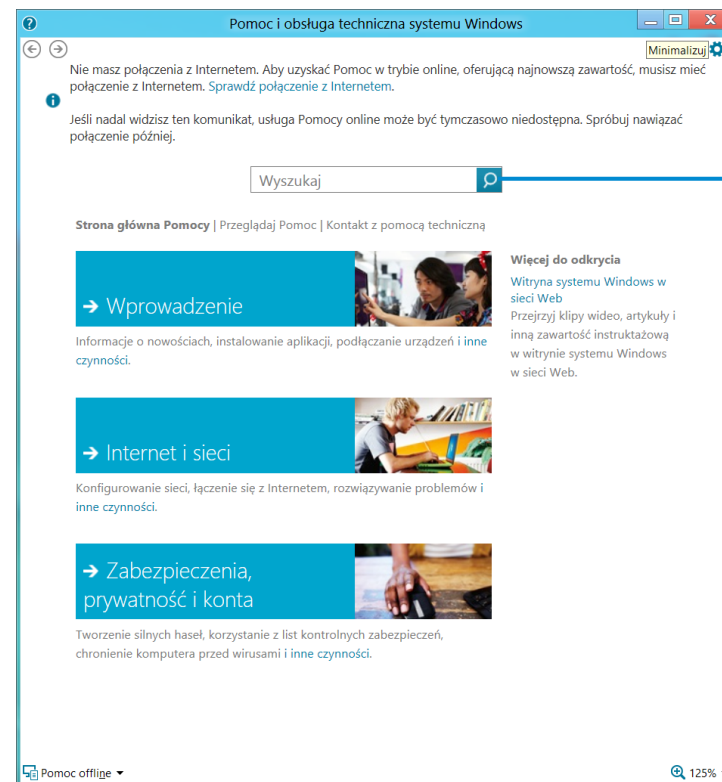 Pomoc i obsługa techniczna systemu Windows
Minimalizuj
Nie masz połączenia z Internetem. Aby uzyskać Pomoc w trybie online, oferującą najnowszą zawartość, musisz mieć
połączenie z Internetem. Sprawdź połączenie z Internetem.
Jeśli nadal widzisz ten komunikat, usługa Pomocy online może być tymczasowo niedostępna. Spróbuj nawiązać
połączenie później.
Wyszukaj
Strona główna Pomocy | Przeglądaj Pomoc | Kontakt z pomocą techniczną
Wprowadzenie
Informacje o nowościach, instalowanie aplikacji, podłączanie urządzeń i inne
czynności.
Internet i sieci
Konfigurowanie sieci, łączenie się z Internetem, rozwiązywanie problemów i
inne czynności.
Zabezpieczenia,
prywatność i konta
Tworzenie silnych haseł, korzystanie z list kontrolnych zabezpieczeń,
chronienie komputera przed wirusami i inne czynności.
Więcej do odkrycia
Witryna systemu Windows w
sieci Web
Przejrzyj klipy wideo, artykuły i
inną zawartość instruktażową
w witrynie systemu Windows
w sieci Web.
Pomoc offline
125%